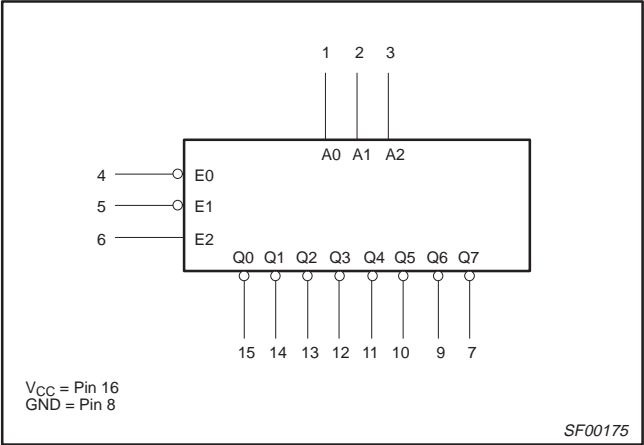 1 2 3
A0 A1 A2
4 E0
5 E1
6 E2
Q0 Q1 Q2 Q3 Q4 Q5 Q6 Q7
15 14 13 12 11 10 9 7
VCC = Pin 16
GND = Pin 8
SF00175